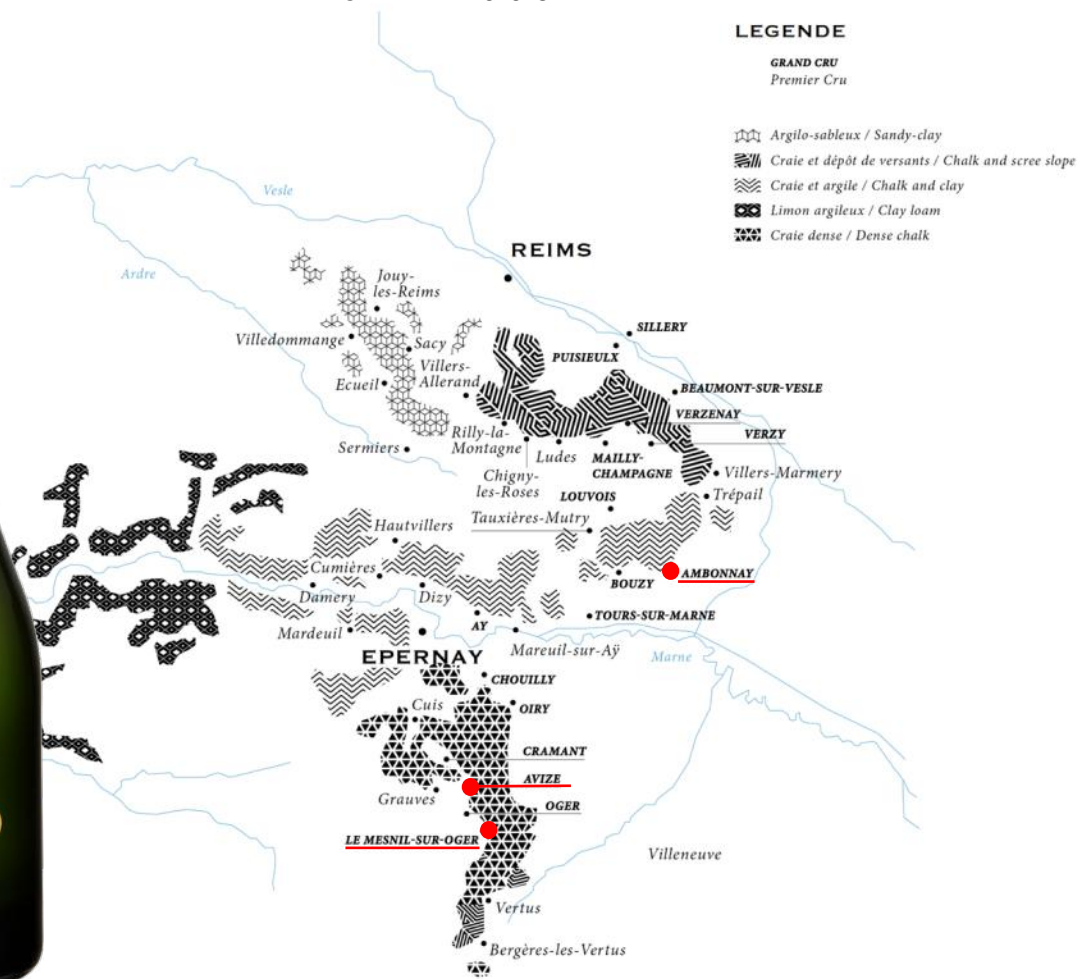 LEGENDE
GRAND CRU
Premier Cru
Argilo-sableux / Sandy-clay
Craie et dépôt de versants / Chalk and scree slope
Craie et argile / Chalk and clay
Limon argileux / Clay loam
Craie dense / Dense chalk
Vesle
Ardre
REIMS
Jouy-
les-Reims
Villedommange
Sacy
Villers-
Allerand
Ecueil
SILLERY
PUISIEULX
BEAUMONT-SUR-VESLE
VERZENAY
VERZY
Sermiers
Rilly-la-
Montagne
Chigny-
les-Roses
Ludes
MAILLY-
CHAMPAGNE
Villers-Marmery
Trépail
LOUVOIS
Tauxières-Mutry
Hautvillers
Cumières
Damery
Dizy
BOUZY
AMBONNAY
Mardeuil
AY
TOURS-SUR-MARNE
Mareuil-sur-Aÿ
Marne
EPERNAY
CHOUILLY
Cuis
OIRY
CRAMANT
AVIZE
Grauves
OGER
LE MESNIL-SUR-OGER
Villeneuve
Vertus
Bergères-les-Vertus